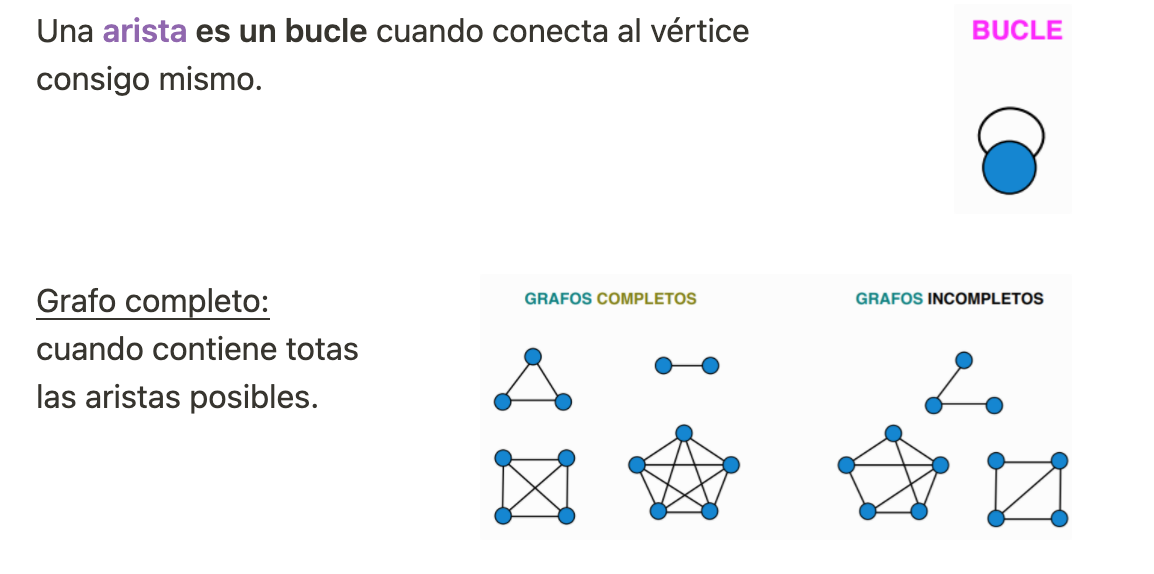 Una arista es un bucle cuando conecta al vértice
consigo mismo.
BUCLE
Grafo completo:
cuando contiene totas
las aristas posibles.
GRAFOS COMPLETOS
GRAFOS INCOMPLETOS